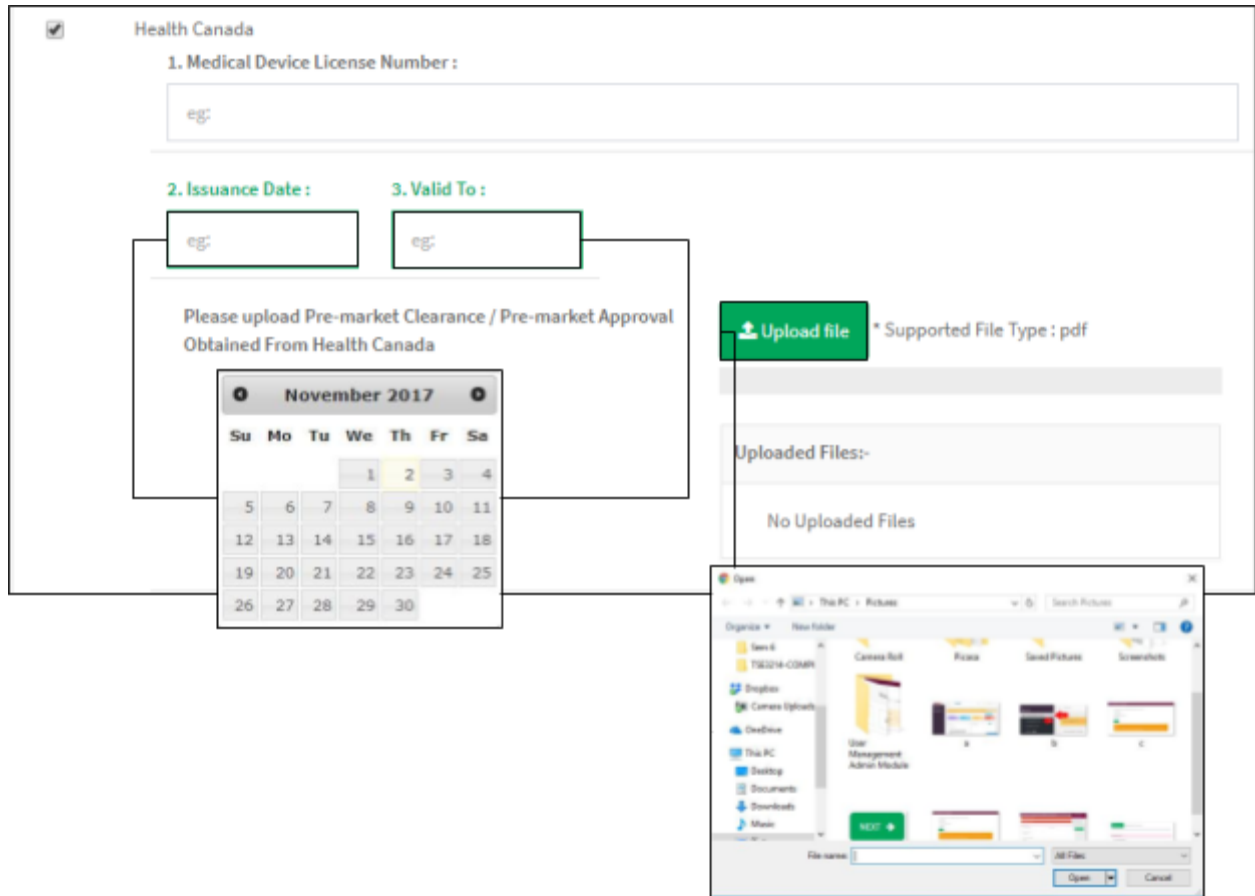 Health Canada
1. Medical Device License Number :
eg:
2. Issuance Date :
3. Valid To :
eg:
eg:
Please upload Pre-market Clearance / Pre-market Approval
Obtained From Health Canada
Upload file
* Supported File Type : pdf
November 2017
Su Mo Tu We Th Fr Sa
1 2 3 4
5 6 7 8 9 10 11
12 13 14 15 16 17 18
19 20 21 22 23 24 25
26 27 28 29 30
Uploaded Files:-
No Uploaded Files
Open
This PC > Pictures
Search Pictures
Organize
New folder
Camera Roll
Picasa
Saved Pictures
Screenshots
Dropbox
Camera Uploads
OneDrive
This PC
Desktop
Documents
Downloads
Music
User
Management
Admin Module
a
b
c
NEXT
File name:
All Files
Open
Cancel